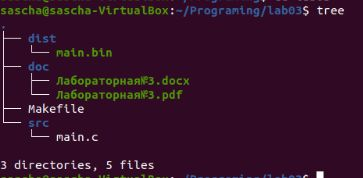 sascha@sascha-VirtualBox:~/Programing/lab03$ tree
.
├── dist
│   └── main.bin
├── doc
│   ├── Лабораторная№3.docx
│   └── Лабораторная№3.pdf
├── Makefile
└── src
    └── main.c
3 directories, 5 files
sascha@sascha-VirtualBox:~/Programing/lab03$